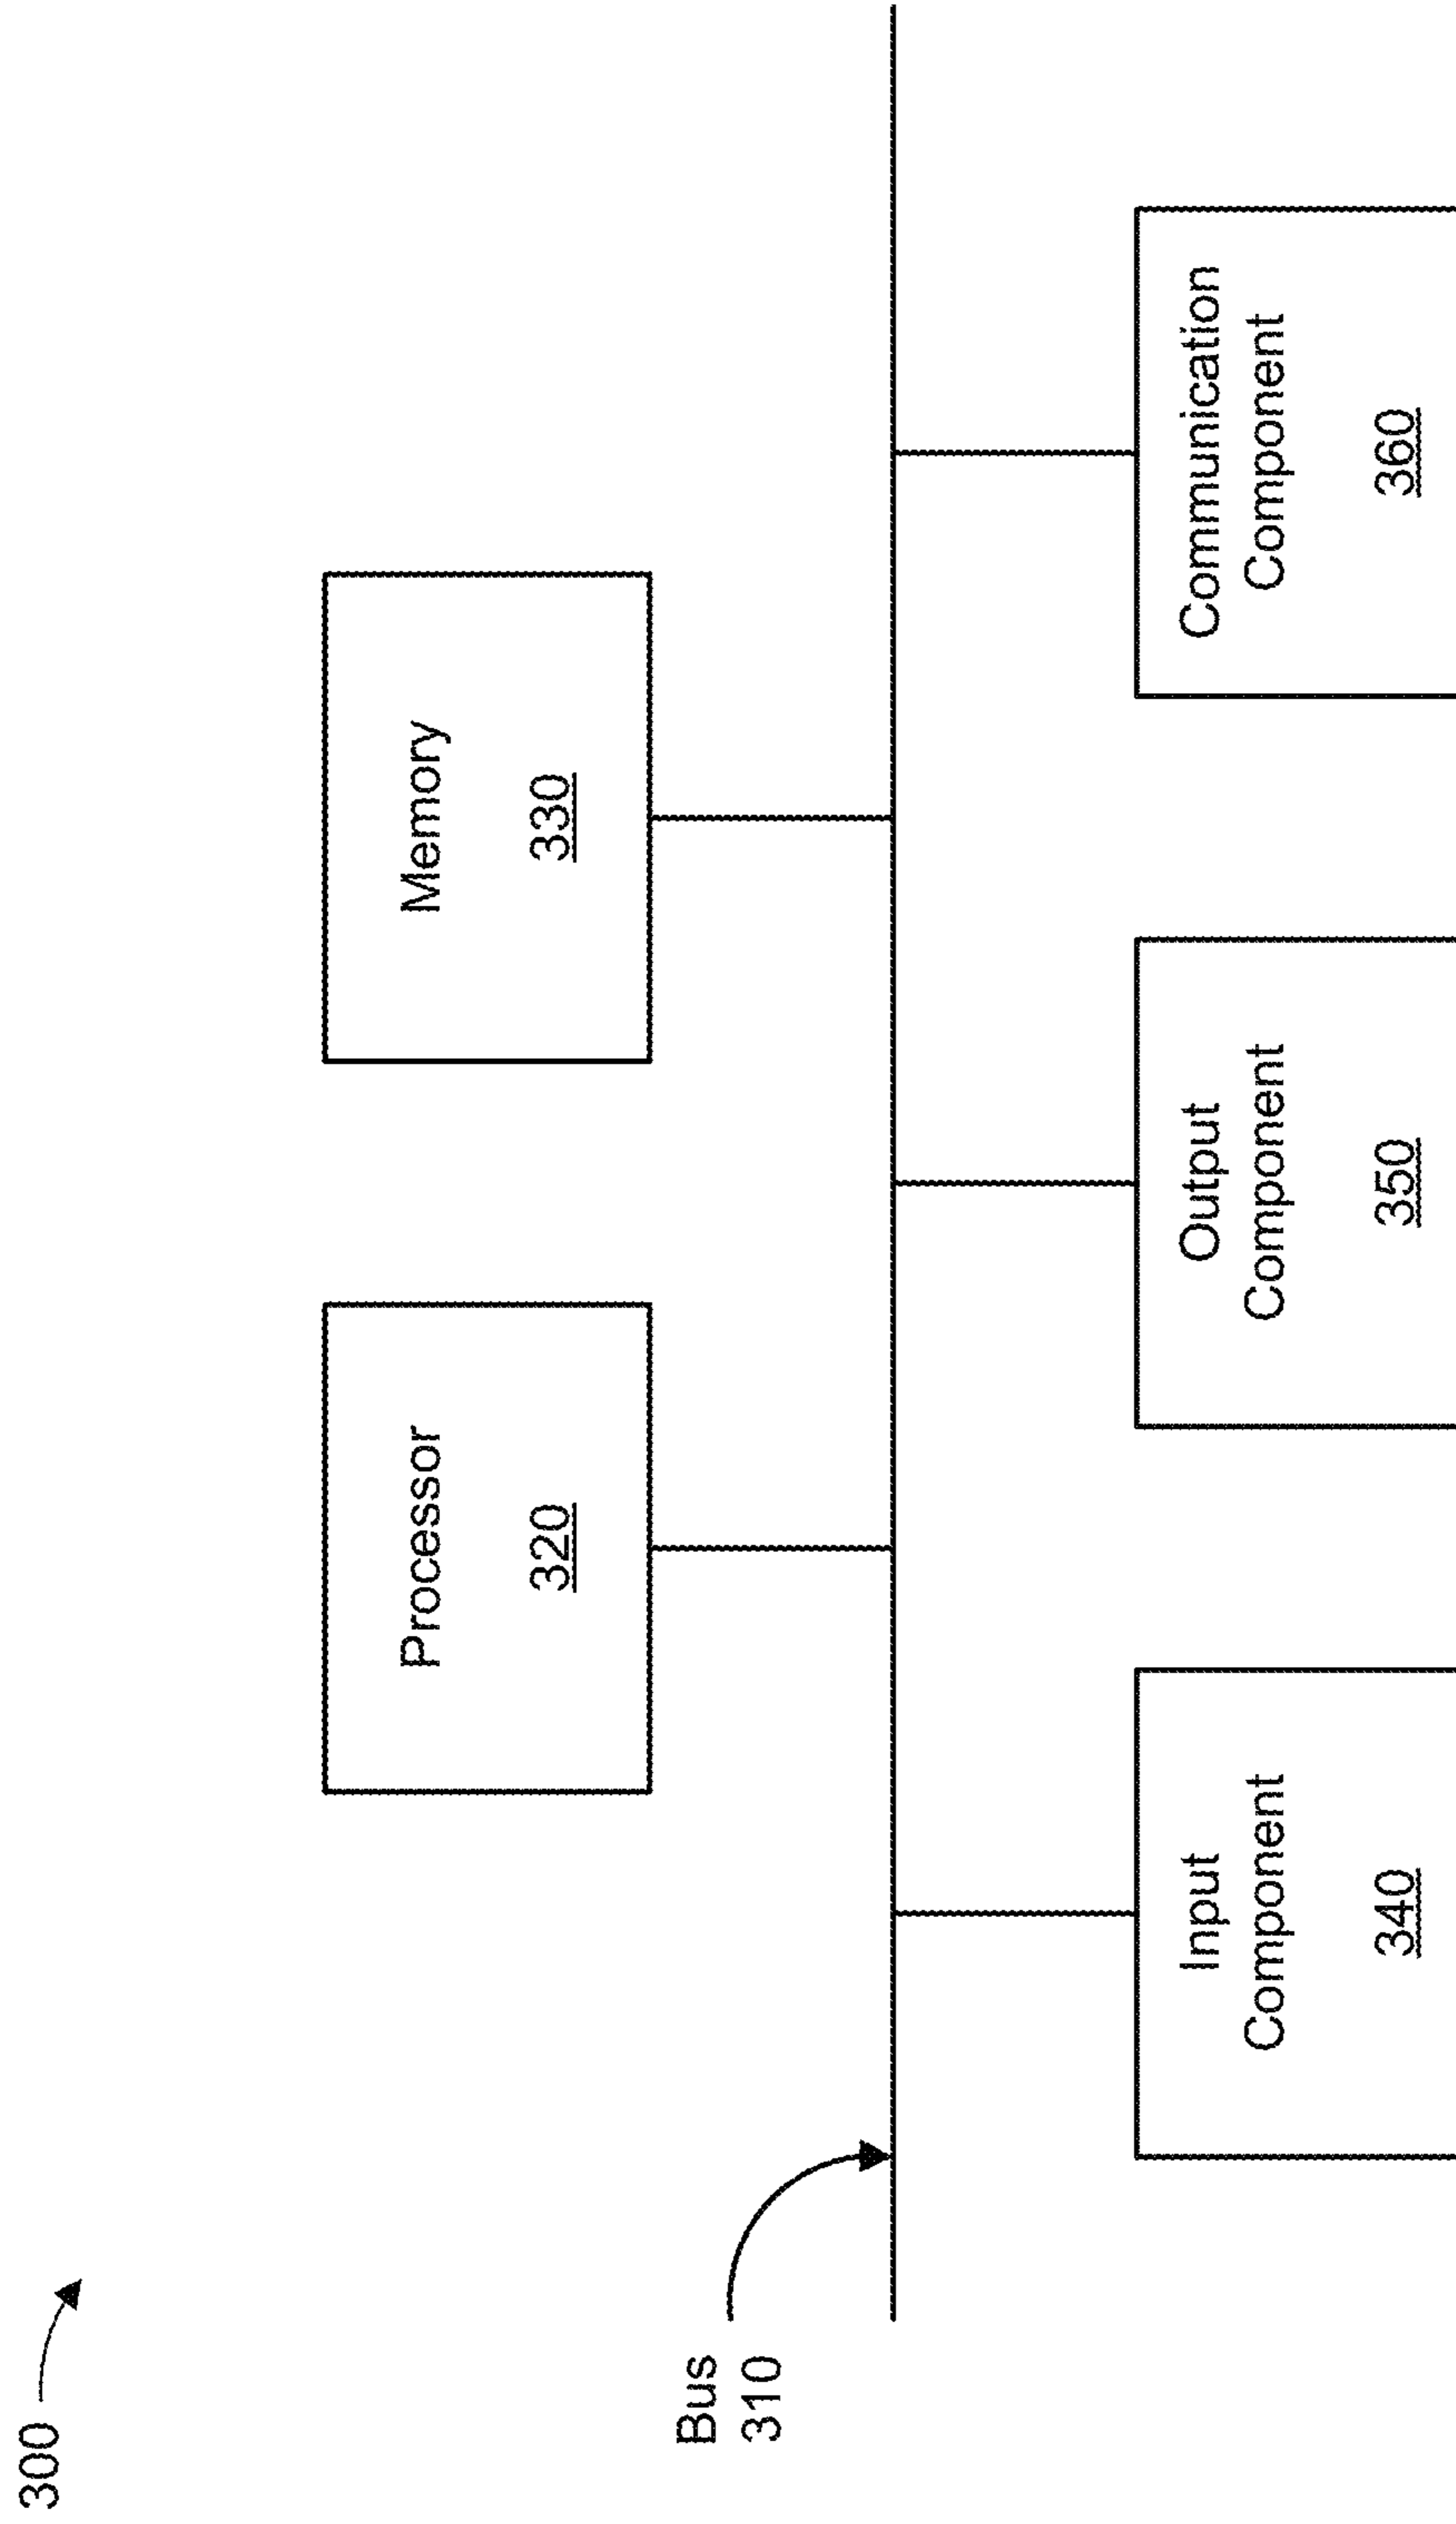 300
Processor
320
Memory
330
Bus
310
Input
Component
340
Output
Component
350
Communication
Component
360